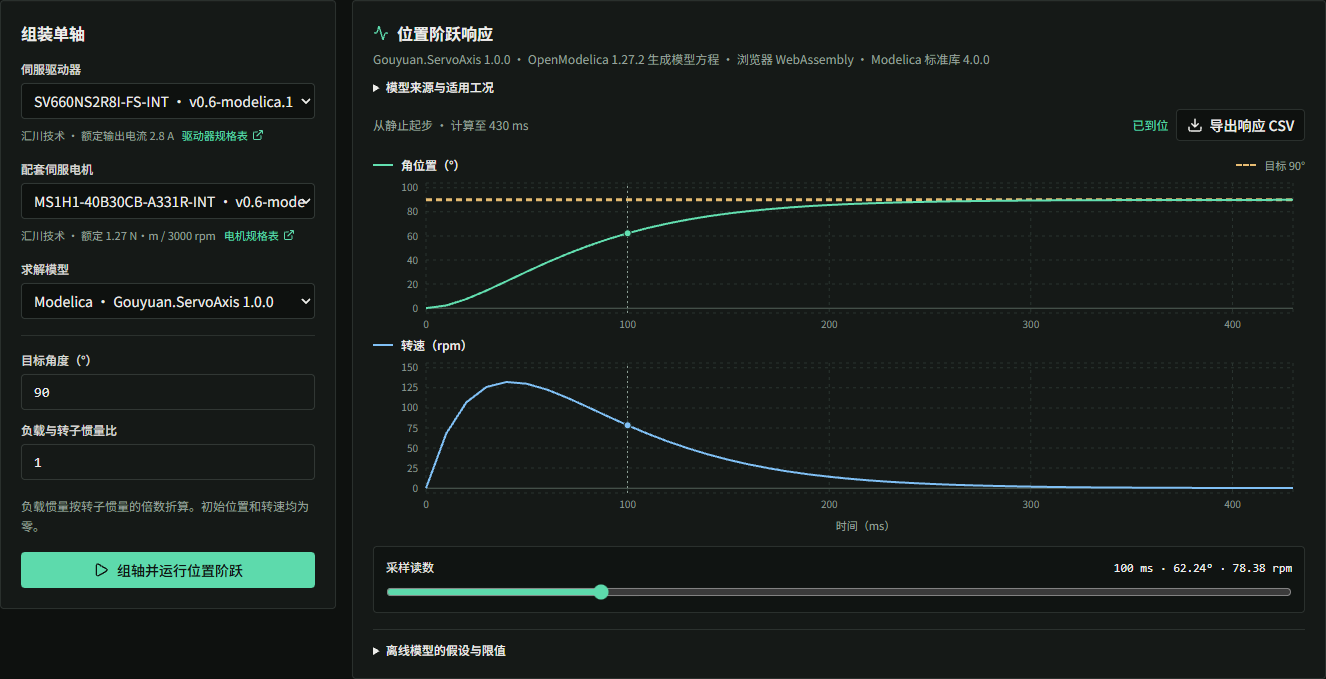 组装单轴
伺服驱动器
SV660NS2R8I-FS-INT • v0.6-modelica.1
汇川技术 • 额定输出电流 2.8 A 驱动器规格表
配套伺服电机
MS1H1-40B30CB-A331R-INT • v0.6-mode
汇川技术 • 额定 1.27 N·m / 3000 rpm 电机规格表
求解模型
Modelica • Gouyuan.ServoAxis 1.0.0
目标角度（°）
90
负载与转子惯量比
1
负载惯量按转子惯量的倍数折算。初始位置和转速均为
零。
组轴并运行位置阶跃
位置阶跃响应
Gouyuan.ServoAxis 1.0.0 • OpenModelica 1.27.2 生成模型方程 • 浏览器 WebAssembly • Modelica 标准库 4.0.0
模型来源与适用工况
从静止起步 • 计算至 430 ms
已到位
导出响应 CSV
角位置（°）
目标 90°
100
80
60
40
20
0
0 100 200 300 400
转速（rpm）
150
125
100
75
50
25
0
0 100 200 300 400
时间（ms）
采样读数
100 ms · 62.24° · 78.38 rpm
离线模型的假设与限值